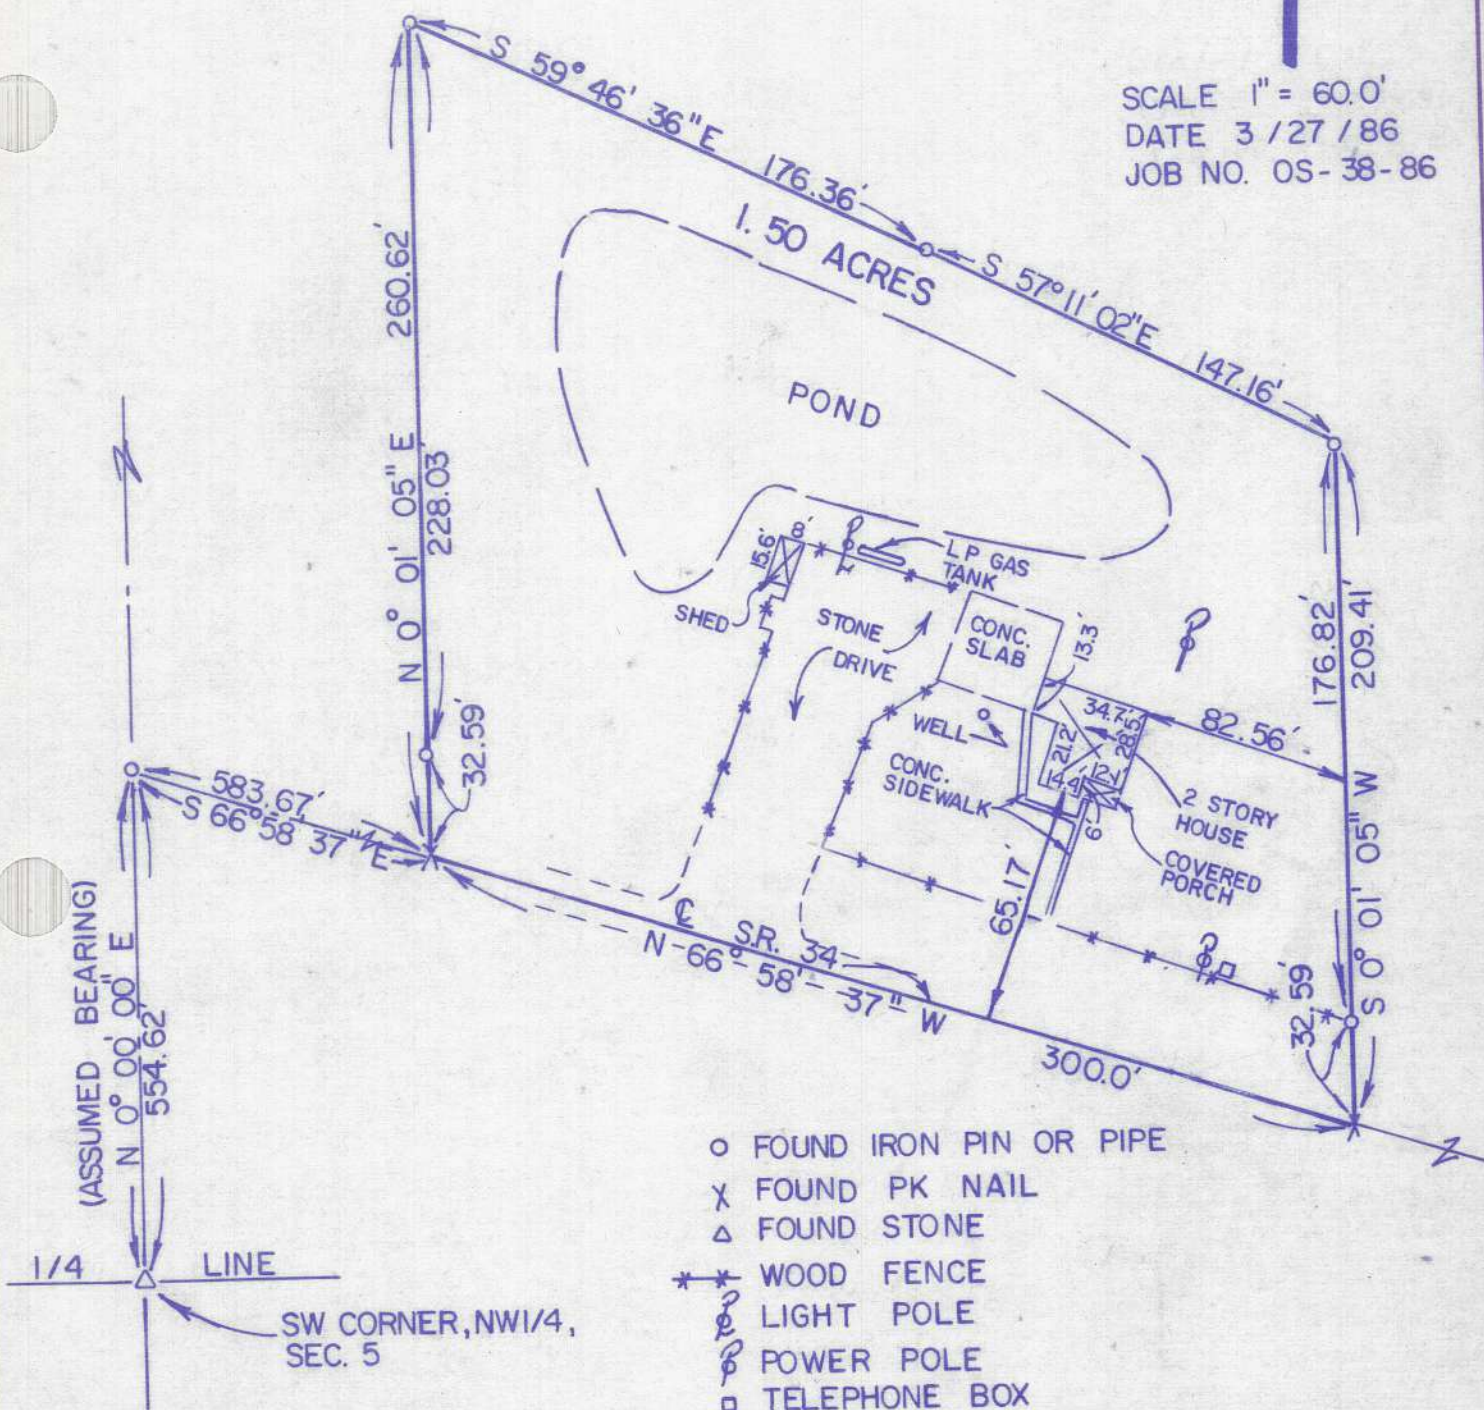 SCALE 1" = 60.0'
DATE 3 / 27 / 86
JOB NO. OS-38-86
S 59° 46' 36" E 176.36'
S 57° 11' 02" E 147.16'
1.50 ACRES
260.62'
N 0° 01' 05" E
228.03'
32.59'
POND
15.6'
8'
L P GAS
TANK
SHED
STONE
DRIVE
CONC.
SLAB
13.3'
176.82'
209.41'
S 0° 01' 05" W
34.7'
82.56'
WELL
21.2'
28.5'
14.4'
12.1'
CONC.
SIDEWALK
6'
2 STORY
HOUSE
COVERED
PORCH
65.17'
583.67'
S 66° 58' 37" E
℄ S.R. 34
N - 66° - 58' - 37" - W
300.0'
32.59'
(ASSUMED BEARING)
N 0° 00' 00" E
554.62'
1/4 LINE
SW CORNER, NW1/4,
SEC. 5
FOUND IRON PIN OR PIPE
FOUND PK NAIL
FOUND STONE
WOOD FENCE
LIGHT POLE
POWER POLE
TELEPHONE BOX